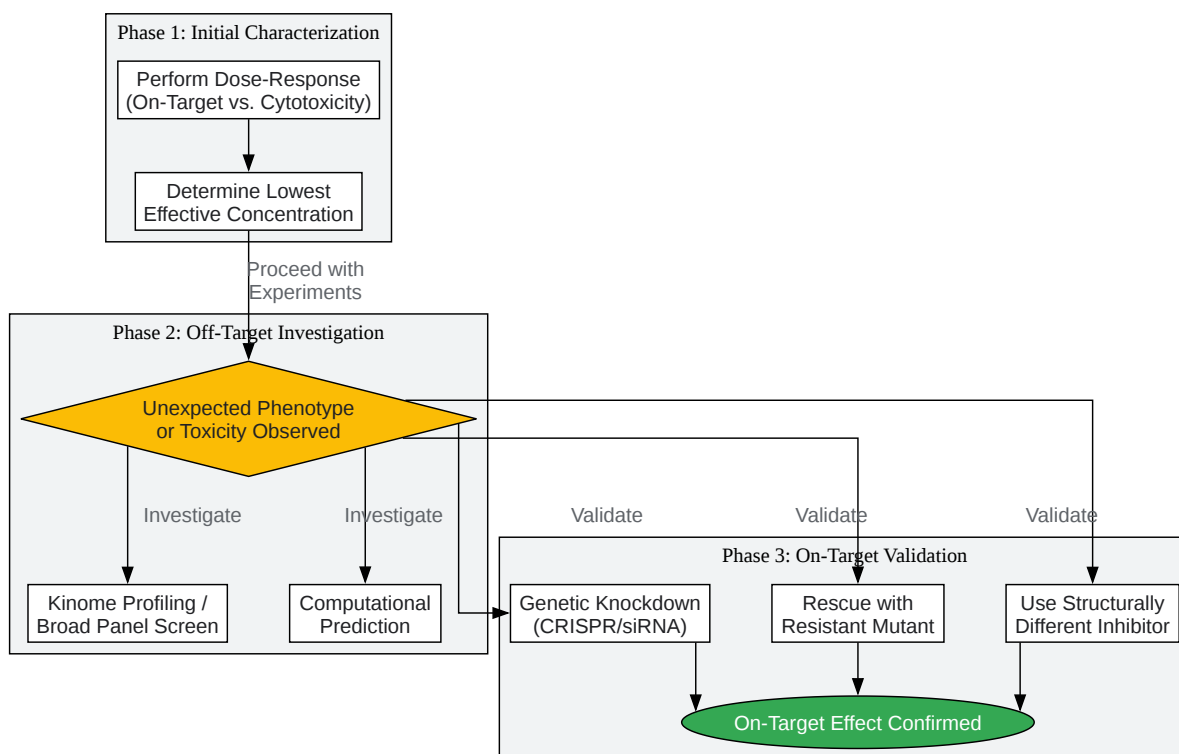 Phase 1: Initial Characterization
Perform Dose-Response
(On-Target vs. Cytotoxicity)
Determine Lowest
Effective Concentration
Proceed with
Experiments
Phase 2: Off-Target Investigation
Unexpected Phenotype
or Toxicity Observed
Investigate
Investigate
Validate
Validate
Validate
Phase 3: On-Target Validation
Kinome Profiling /
Broad Panel Screen
Computational
Prediction
Genetic Knockdown
(CRISPR/siRNA)
Rescue with
Resistant Mutant
Use Structurally
Different Inhibitor
On-Target Effect Confirmed